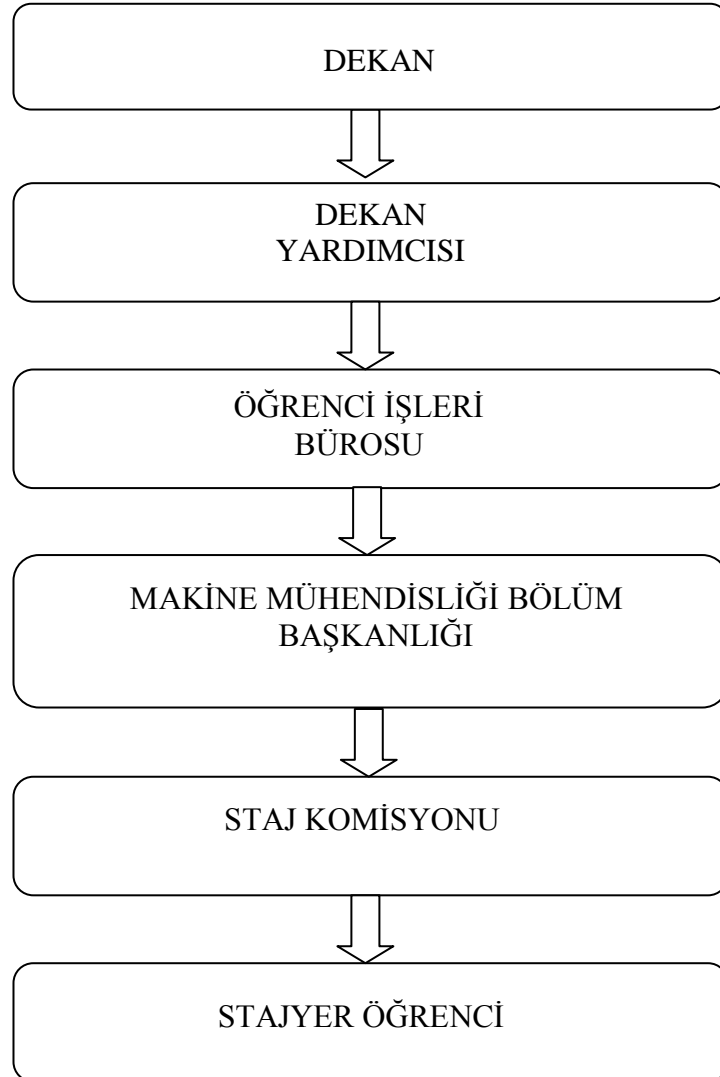 DEKAN
DEKAN
YARDIMCISI
ÖĞRENCİ İŞLERİ
BÜROSU
MAKİNE MÜHENDİSLİĞİ BÖLÜM
BAŞKANLIĞI
STAJ KOMİSYONU
STAJYER ÖĞRENCİ